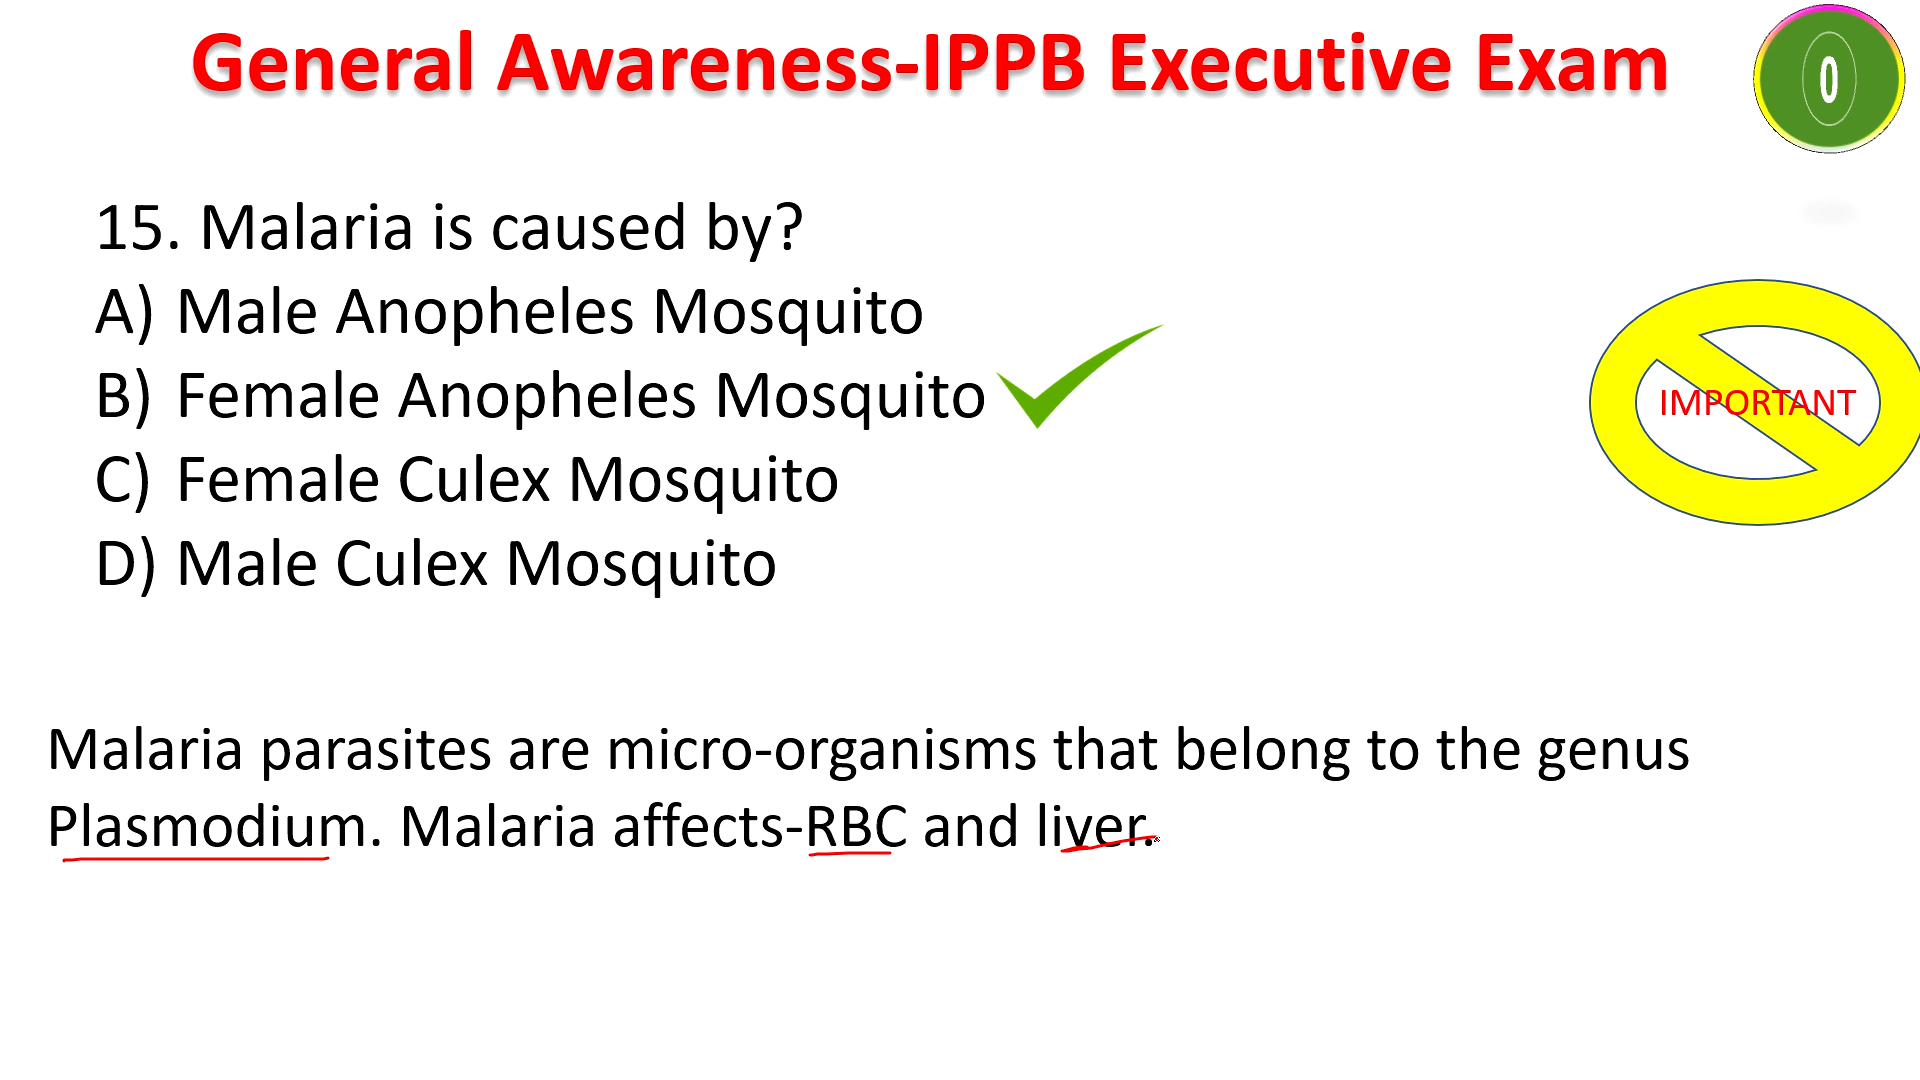 General Awareness-IPPB Executive Exam
0
15. Malaria is caused by?
A) Male Anopheles Mosquito
B) Female Anopheles Mosquito
IMPORTANT
C) Female Culex Mosquito
D) Male Culex Mosquito
Malaria parasites are micro-organisms that belong to the genus
Plasmodium. Malaria affects-RBC and liver.